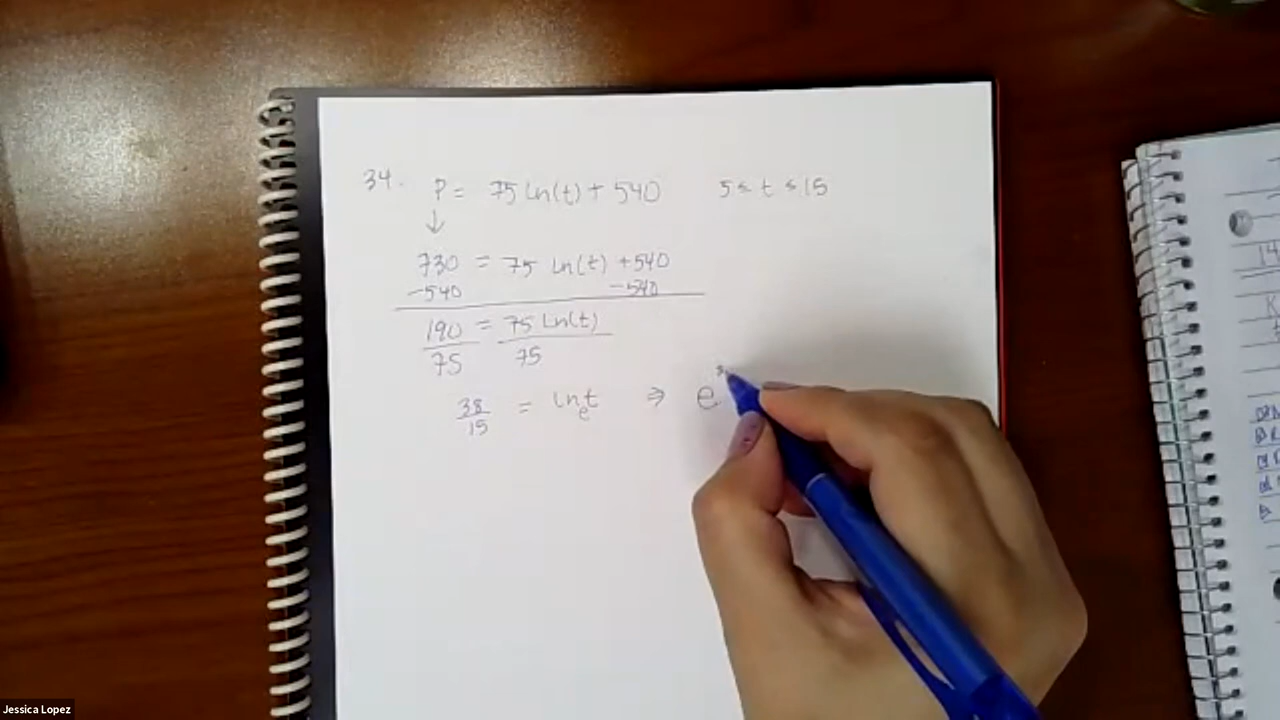 34. P = 75 ln(t) + 540 5 ≤ t ≤ 15
↓
730 = 75 ln(t) + 540
-540 -540
190 = 75 ln(t)
75 75
38/15 = ln_e t ⇒ e
Jessica Lopez